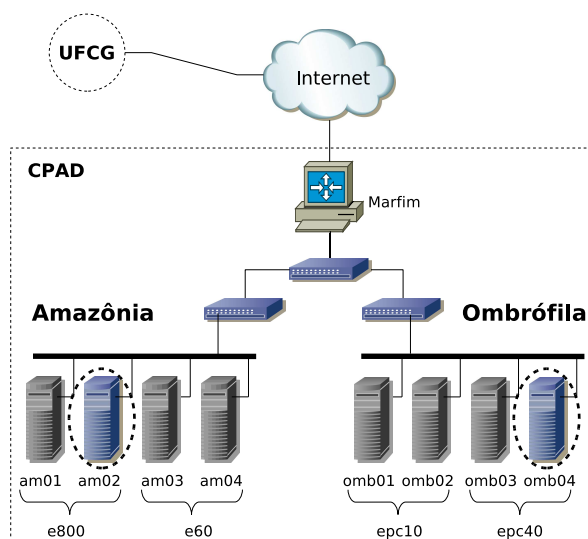 UFCG
Internet
CPAD
Marfim
Amazônia
Ombrófila
am01 am02 am03 am04
omb01 omb02 omb03 omb04
e800 e60
epc10 epc40